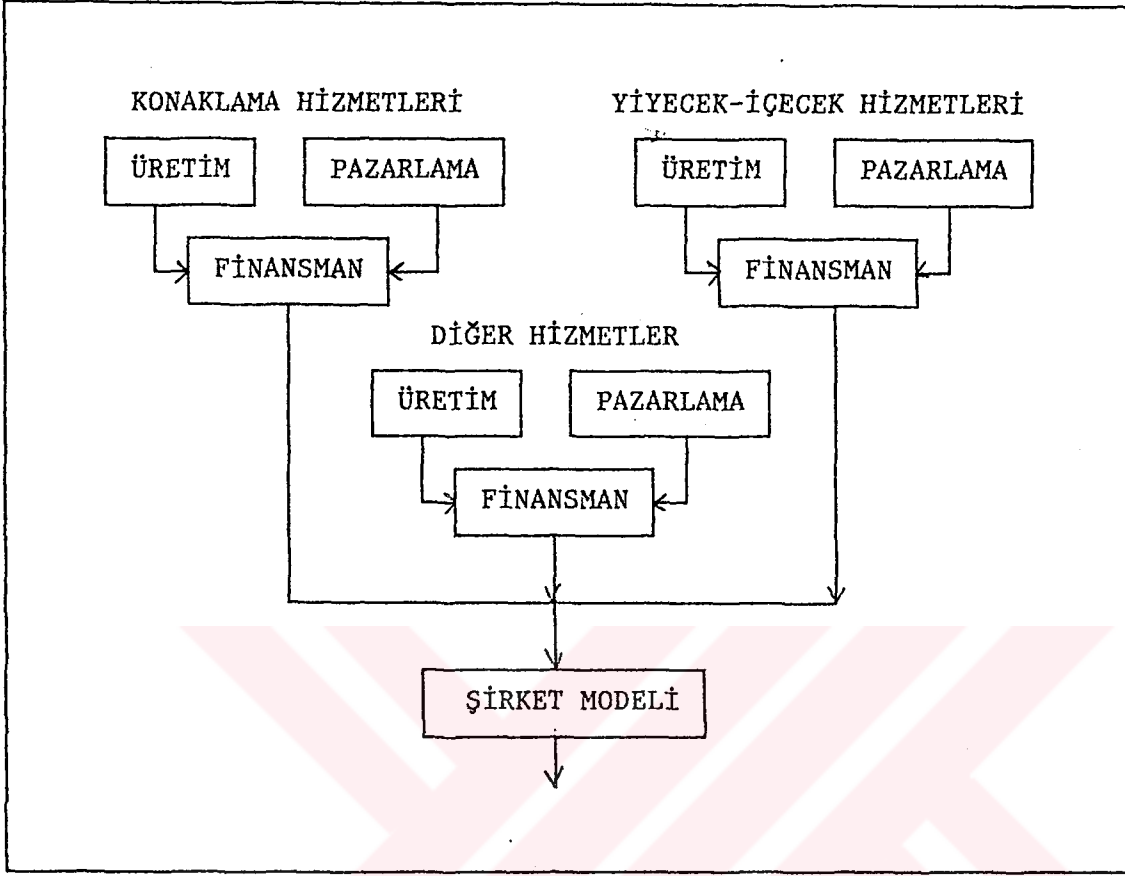 KONAKLAMA HİZMETLERİ
YİYECEK-İÇECEK HİZMETLERİ
ÜRETİM
PAZARLAMA
ÜRETİM
PAZARLAMA
FİNANSMAN
FİNANSMAN
DİĞER HİZMETLER
ÜRETİM
PAZARLAMA
FİNANSMAN
ŞİRKET MODELİ